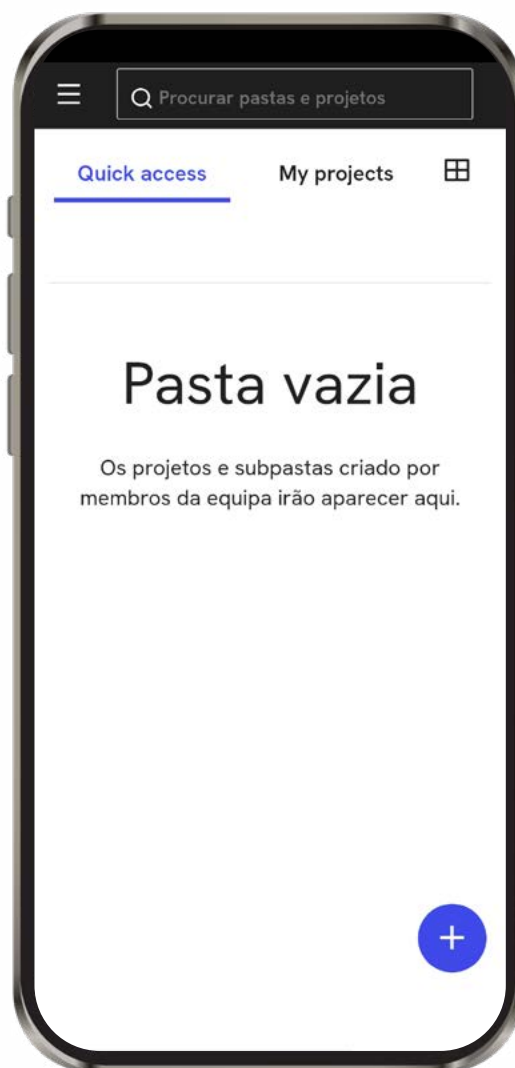 Procurar pastas e projetos
Quick access
My projects
Pasta vazia
Os projetos e subpastas criado por
membros da equipa irão aparecer aqui.